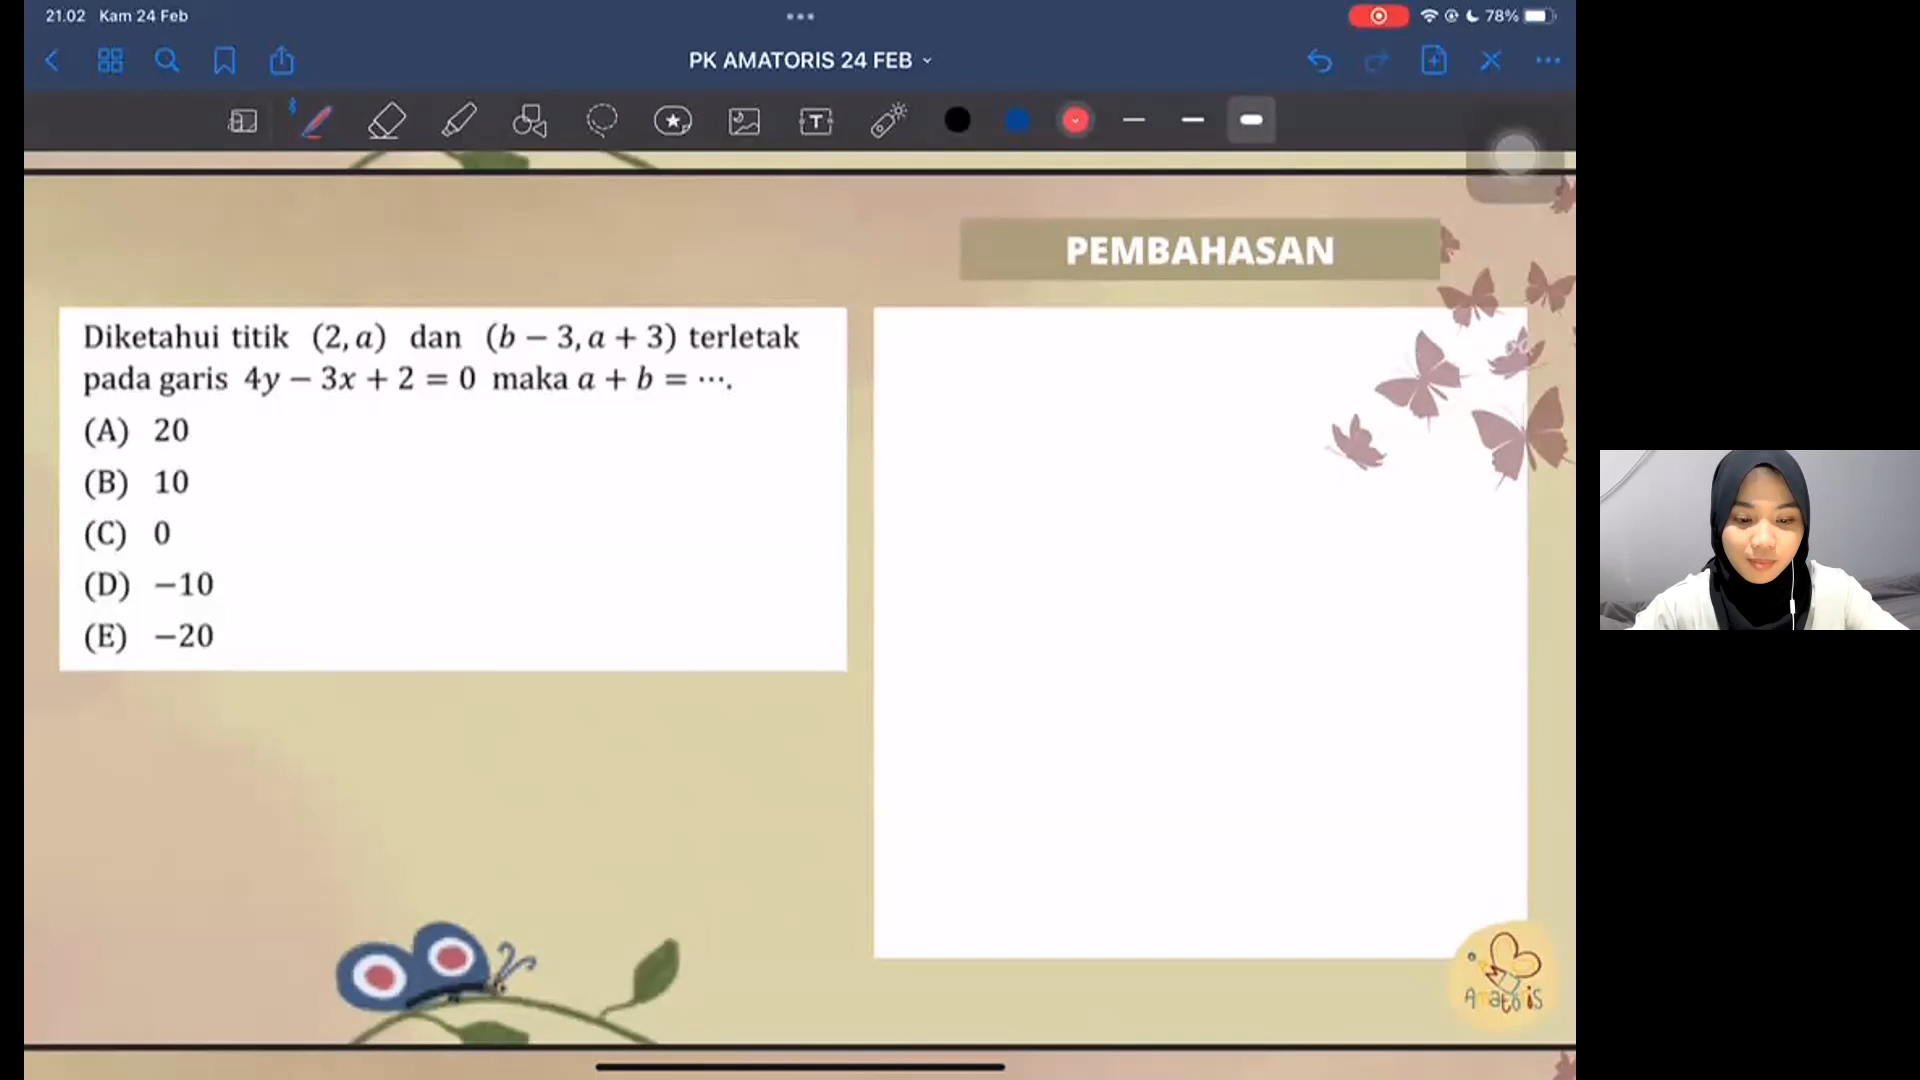 21.02 Kam 24 Feb
78%
PK AMATORIS 24 FEB
T
PEMBAHASAN
Diketahui titik (2, a) dan (b − 3, a + 3) terletak
pada garis 4y − 3x + 2 = 0 maka a + b = ⋯.
(A) 20
(B) 10
(C) 0
(D) −10
(E) −20
Amatoris